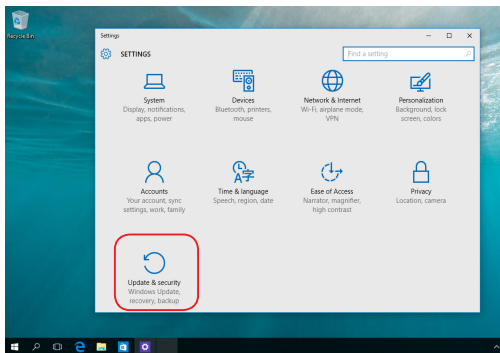 Recycle Bin
Settings
SETTINGS
Find a setting
System
Display, notifications,
apps, power
Devices
Bluetooth, printers,
mouse
Network & Internet
Wi-Fi, airplane mode,
VPN
Personalization
Background, lock
screen, colors
Accounts
Your account, sync
settings, work, family
Time & language
Speech, region, date
Ease of Access
Narrator, magnifier,
high contrast
Privacy
Location, camera
Update & security
Windows Update,
recovery, backup